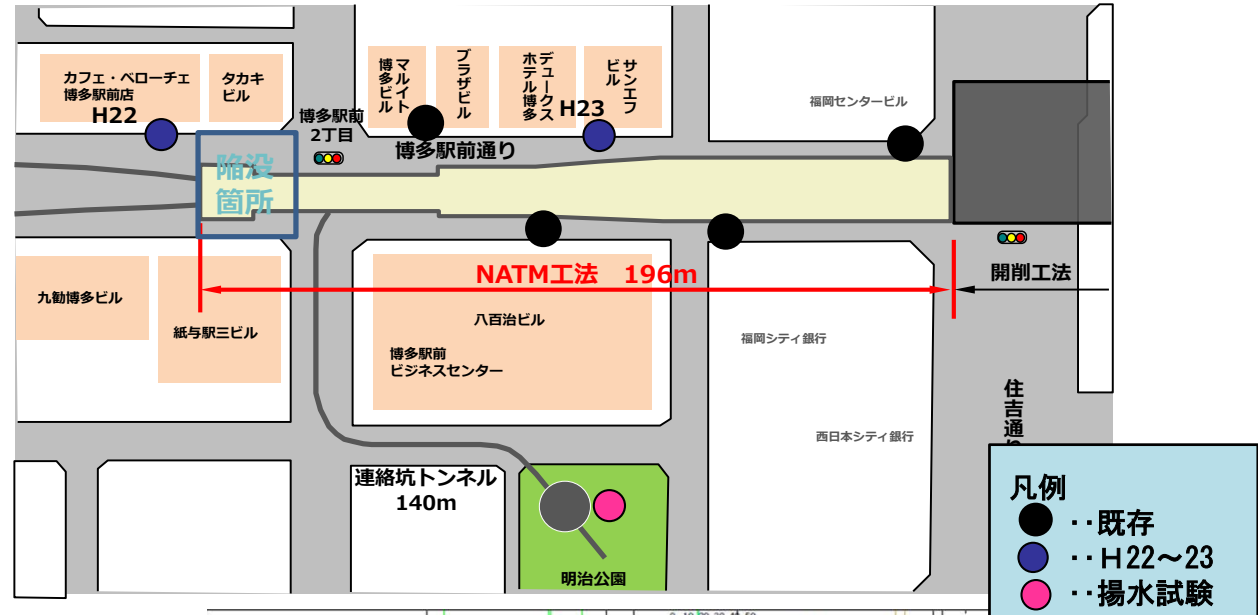 カフェ・ベローチェ
博多駅前店
H22
タカキ
ビル
博多駅前
2丁目
マルイト
博多ビル
プラザビル
デュークス
ホテル博多
H23
サンエフ
ビル
福岡センタービル
博多駅前通り
陥没
箇所
NATM工法 196m
開削工法
九勧博多ビル
紙与駅三ビル
八百治ビル
博多駅前
ビジネスセンター
福岡シティ銀行
西日本シティ銀行
住吉通り
連絡坑トンネル
140m
明治公園
凡例
‥既存
‥H22～23
‥揚水試験